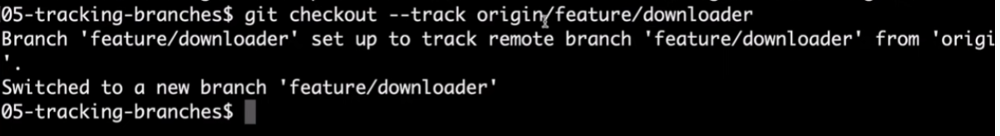 05-tracking-branches$ git checkout --track origin/feature/downloader
Branch 'feature/downloader' set up to track remote branch 'feature/downloader' from 'origi
'.
Switched to a new branch 'feature/downloader'
05-tracking-branches$